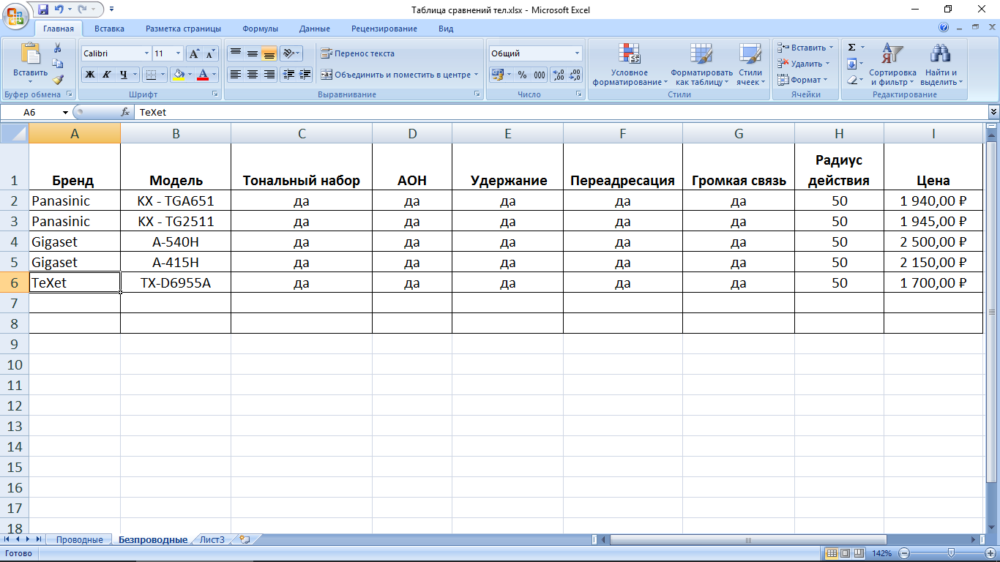 Таблица сравнений тел.xlsx - Microsoft Excel
Главная Вставка Разметка страницы Формулы Данные Рецензирование Вид
Вставить
Буфер обмена
Calibri 11
Ж К Ч
Шрифт
Перенос текста
Объединить и поместить в центре
Выравнивание
Общий
% 000
Число
Условное форматирование
Форматировать как таблицу
Стили ячеек
Стили
Вставить
Удалить
Формат
Ячейки
Σ
Сортировка и фильтр
Найти и выделить
Редактирование
A6 fx TeXet
A B C D E F G H I
1 Бренд Модель Тональный набор АОН Удержание Переадресация Громкая связь Радиус действия Цена
2 Panasinic KX - TGA651 да да да да да 50 1 940,00 ₽
3 Panasinic KX - TG2511 да да да да да 50 1 945,00 ₽
4 Gigaset A-540H да да да да да 50 2 500,00 ₽
5 Gigaset A-415H да да да да да 50 2 150,00 ₽
6 TeXet TX-D6955A да да да да да 50 1 700,00 ₽
7
8
9
10
11
12
13
14
15
16
17
18
Проводные Безпроводные Лист3
Готово 142%